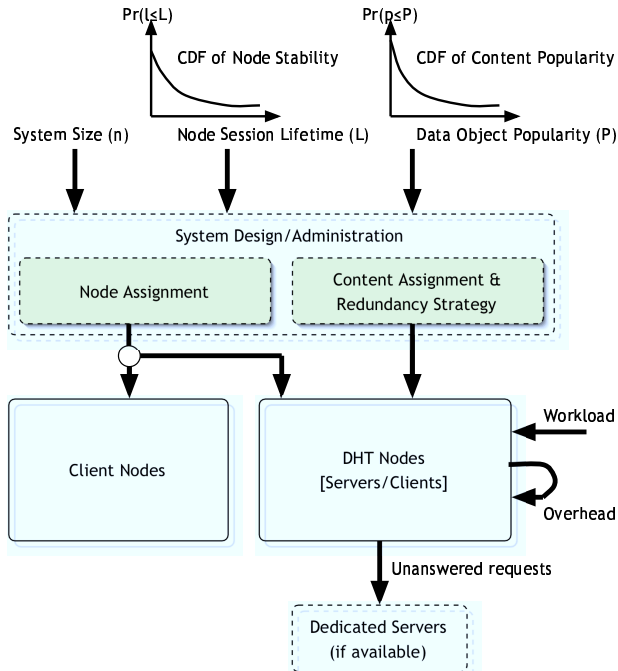 Pr(l≤L)
Pr(p≤P)
CDF of Node Stability
CDF of Content Popularity
System Size (n)
Node Session Lifetime (L)
Data Object Popularity (P)
System Design/Administration
Node Assignment
Content Assignment &
Redundancy Strategy
Client Nodes
DHT Nodes
[Servers/Clients]
Workload
Overhead
Unanswered requests
Dedicated Servers
(if available)